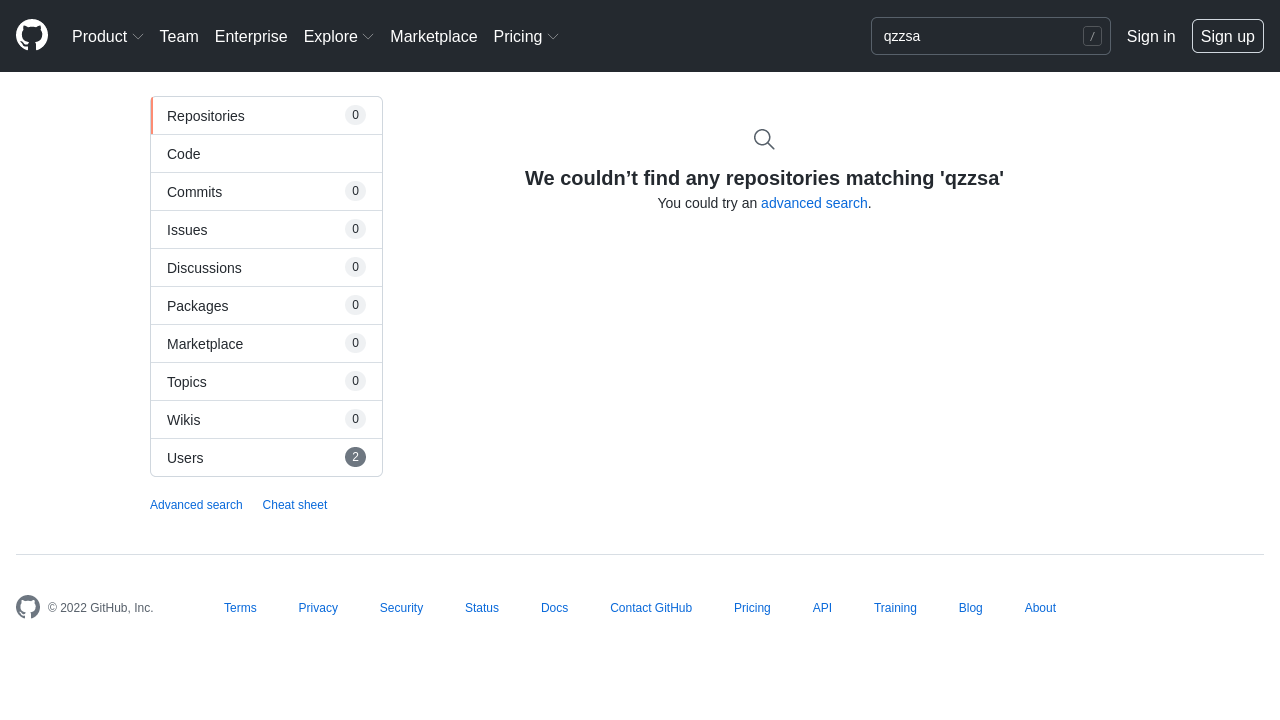 Product Team Enterprise Explore Marketplace Pricing qzzsa / Sign in Sign up
Repositories 0
Code
Commits 0
Issues 0
Discussions 0
Packages 0
Marketplace 0
Topics 0
Wikis 0
Users 2
Advanced search Cheat sheet
We couldn’t find any repositories matching 'qzzsa'
You could try an advanced search.
© 2022 GitHub, Inc. Terms Privacy Security Status Docs Contact GitHub Pricing API Training Blog About